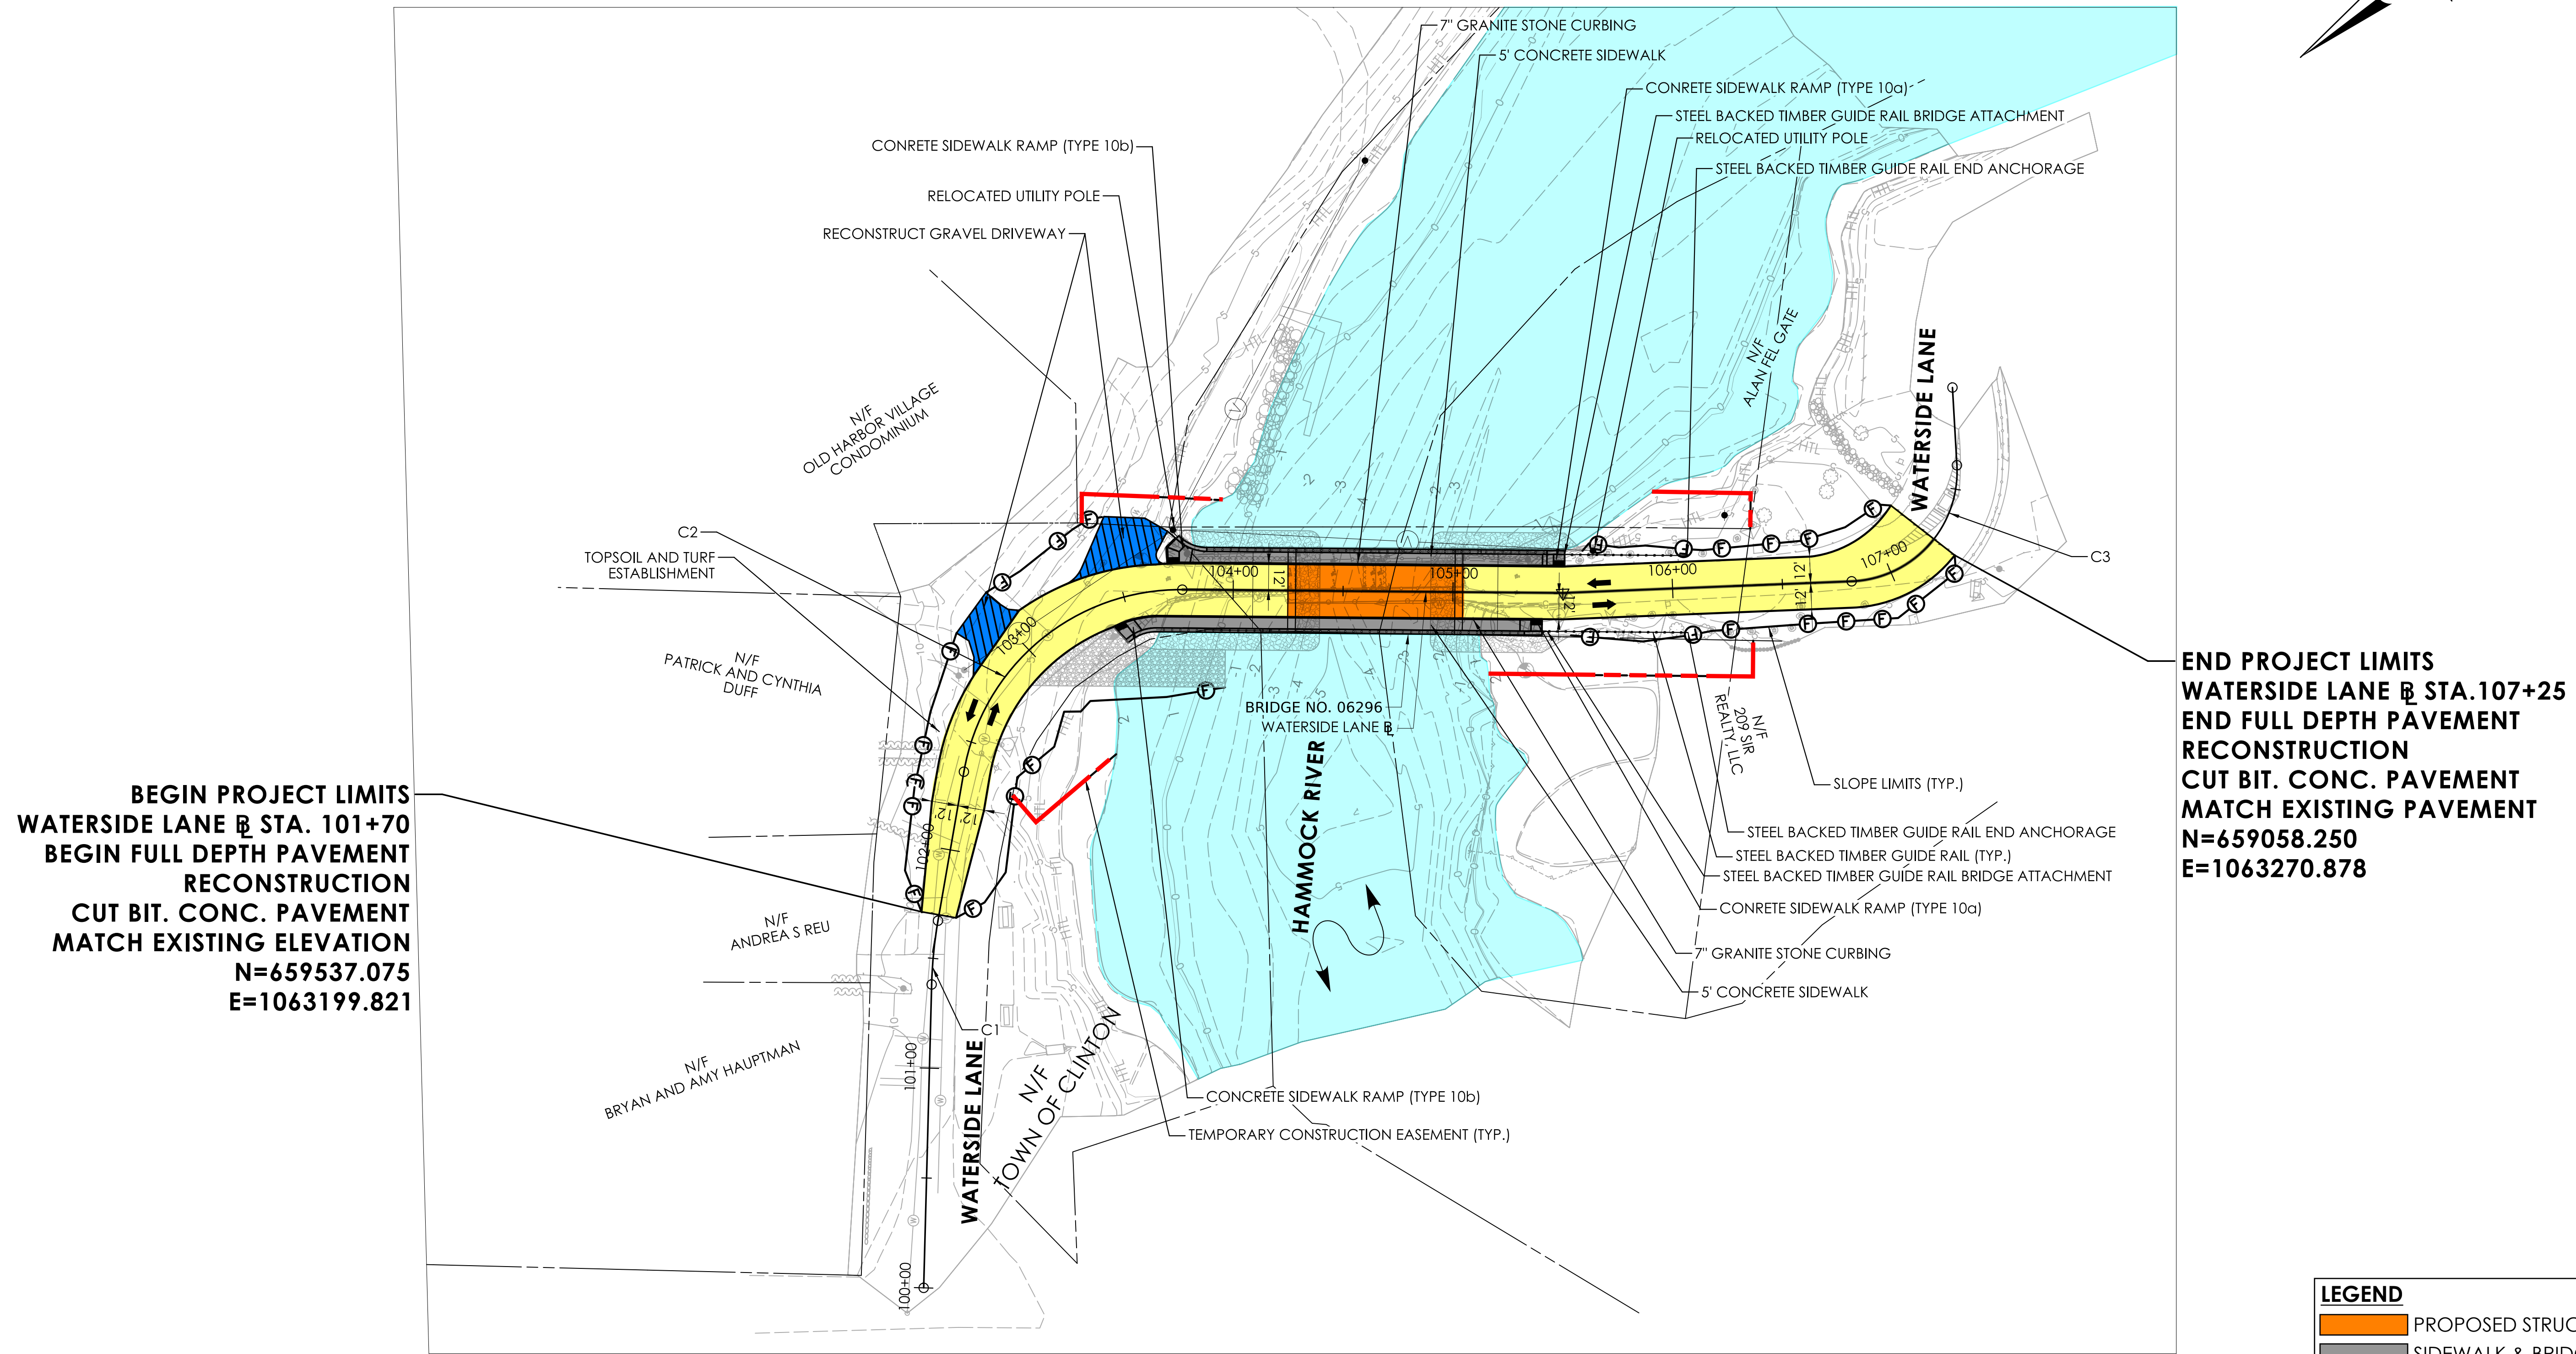 7" GRANITE STONE CURBING
5' CONCRETE SIDEWALK
CONRETE SIDEWALK RAMP (TYPE 10a)
STEEL BACKED TIMBER GUIDE RAIL BRIDGE ATTACHMENT
RELOCATED UTILITY POLE
STEEL BACKED TIMBER GUIDE RAIL END ANCHORAGE
CONRETE SIDEWALK RAMP (TYPE 10b)
RELOCATED UTILITY POLE
RECONSTRUCT GRAVEL DRIVEWAY
N/F
OLD HARBOR VILLAGE
CONDOMINIUM
N/F
ALAN FEL GATE
WATERSIDE LANE
C2
TOPSOIL AND TURF
ESTABLISHMENT
C3
104+00
105+00
106+00
107+00
12'
12'
12'
12'
103+00
N/F
PATRICK AND CYNTHIA
DUFF
BRIDGE NO. 06296
WATERSIDE LANE BL
N/F
209 SIR
REALTY, LLC
END PROJECT LIMITS
WATERSIDE LANE BL STA.107+25
END FULL DEPTH PAVEMENT
RECONSTRUCTION
CUT BIT. CONC. PAVEMENT
MATCH EXISTING PAVEMENT
N=659058.250
E=1063270.878
BEGIN PROJECT LIMITS
WATERSIDE LANE BL STA. 101+70
BEGIN FULL DEPTH PAVEMENT
RECONSTRUCTION
CUT BIT. CONC. PAVEMENT
MATCH EXISTING ELEVATION
N=659537.075
E=1063199.821
12'
12'
102+00
HAMMOCK RIVER
SLOPE LIMITS (TYP.)
STEEL BACKED TIMBER GUIDE RAIL END ANCHORAGE
STEEL BACKED TIMBER GUIDE RAIL (TYP.)
STEEL BACKED TIMBER GUIDE RAIL BRIDGE ATTACHMENT
CONRETE SIDEWALK RAMP (TYPE 10a)
7" GRANITE STONE CURBING
5' CONCRETE SIDEWALK
N/F
ANDREA S REU
C1
101+00
WATERSIDE LANE
N/F
TOWN OF CLINTON
N/F
BRYAN AND AMY HAUPTMAN
CONCRETE SIDEWALK RAMP (TYPE 10b)
TEMPORARY CONSTRUCTION EASEMENT (TYP.)
100+00
LEGEND
PROPOSED STRUC
SIDEWALK & BRIDG